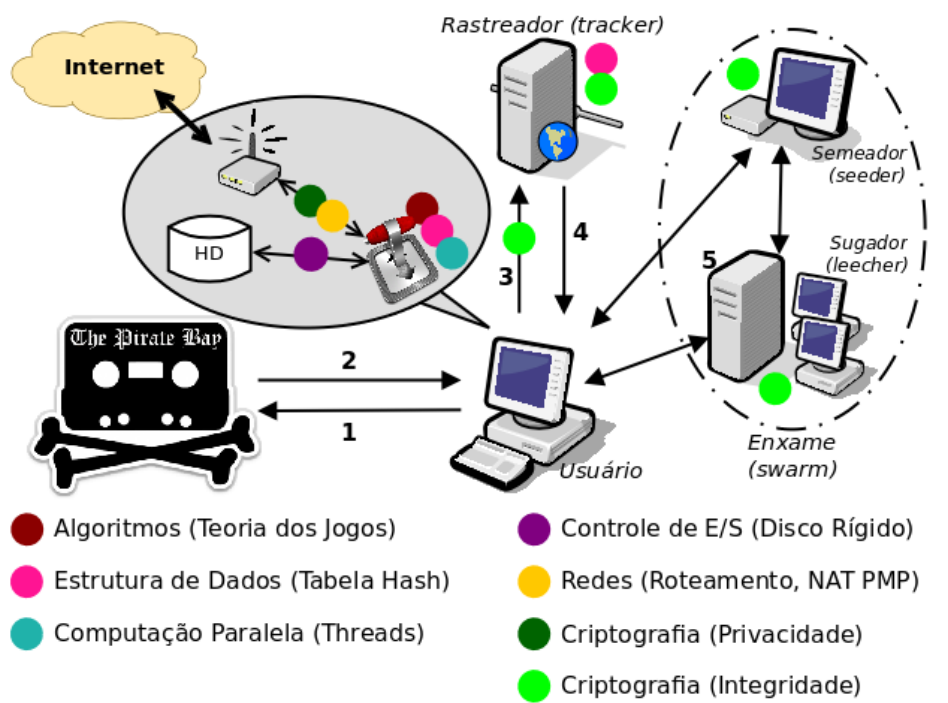 Rastreador (tracker)
Internet
Semeador
(seeder)
4
HD
3
5
Sugador
(leecher)
The Pirate Bay
2
1
Usuário
Enxame
(swarm)
Algoritmos (Teoria dos Jogos)
Estrutura de Dados (Tabela Hash)
Computação Paralela (Threads)
Controle de E/S (Disco Rígido)
Redes (Roteamento, NAT PMP)
Criptografia (Privacidade)
Criptografia (Integridade)